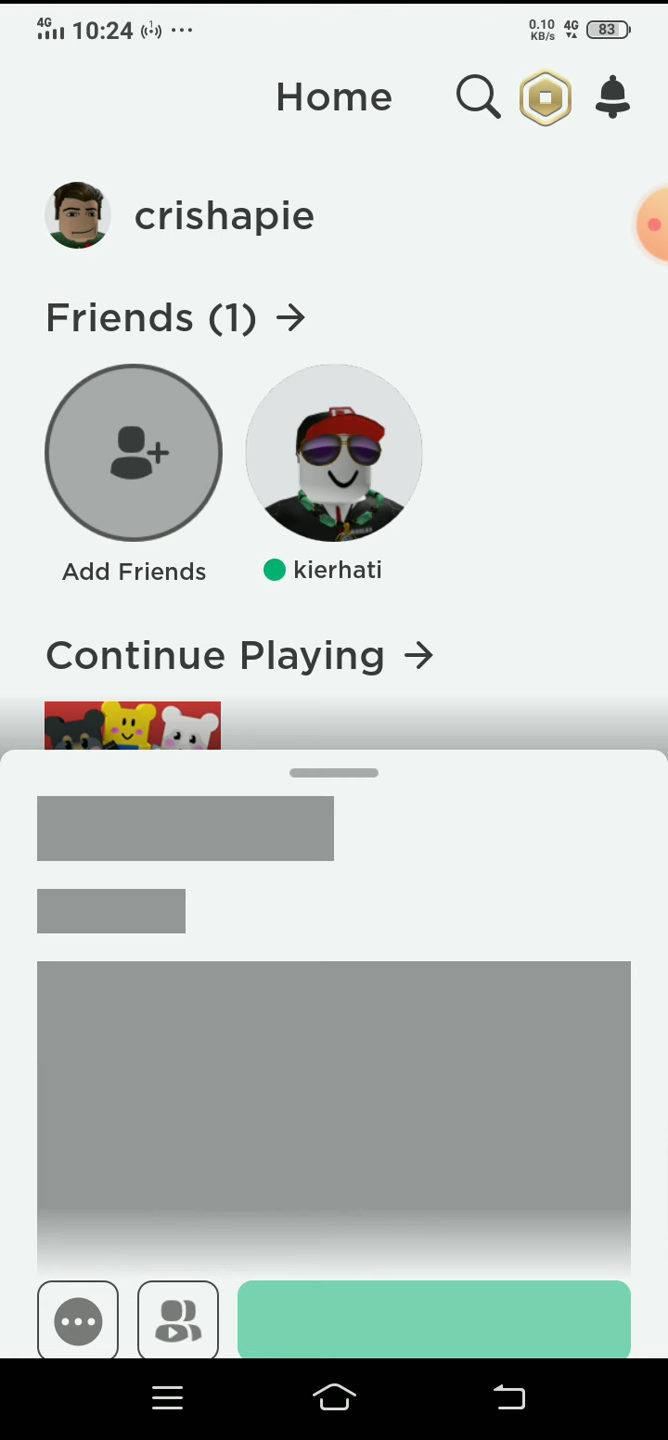 4G 10:24 ... 0.10 KB/s 4G 83
Home
crishapie
Friends (1) →
Add Friends
kierhati
Continue Playing →